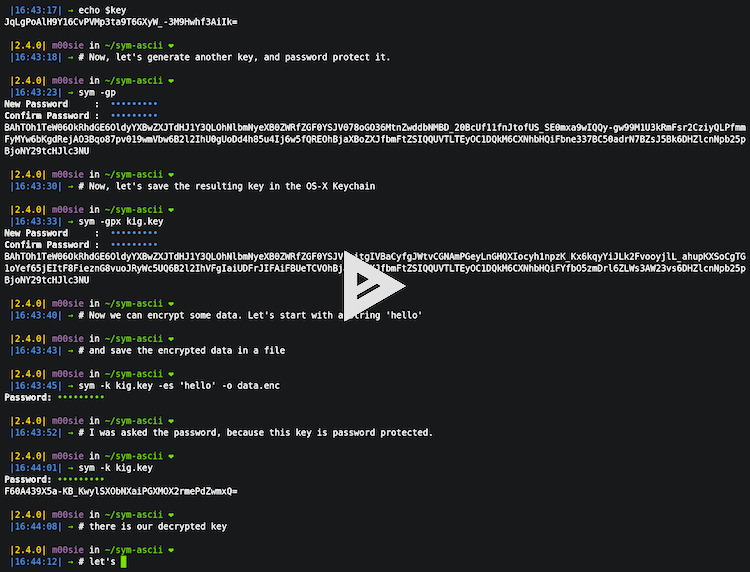 |16:43:17| → echo $key
JqLgPoAlH9Y16CvPVMp3ta9T6GXyW_-3M9Hwhf3AiIk=
|2.4.0| m00sie in ~/sym-ascii ❤
|16:43:18| → # Now, let's generate another key, and password protect it.
|2.4.0| m00sie in ~/sym-ascii ❤
|16:43:23| → sym -gp
New Password     :  •••••••••
Confirm Password :  •••••••••
|2.4.0| m00sie in ~/sym-ascii ❤
|16:43:30| → # Now, let's save the resulting key in the OS-X Keychain
|2.4.0| m00sie in ~/sym-ascii ❤
|16:43:33| → sym -gpx kig.key
New Password     :  •••••••••
Confirm Password :  •••••••••
BjoNY29tcHJlc3NU
|2.4.0| m00sie in ~/sym-ascii ❤
|16:43:40| → # Now we can encrypt some data. Let's start with a string 'hello'
|2.4.0| m00sie in ~/sym-ascii ❤
|16:43:43| → # and save the encrypted data in a file
|2.4.0| m00sie in ~/sym-ascii ❤
|16:43:45| → sym -k kig.key -es 'hello' -o data.enc
Password: •••••••••
|2.4.0| m00sie in ~/sym-ascii ❤
|16:43:52| → # I was asked the password, because this key is password protected.
|2.4.0| m00sie in ~/sym-ascii ❤
|16:44:01| → sym -k kig.key
Password: •••••••••
F60A439X5a-KB_KwylSXObNXaiPGXMOX2rmePdZwmxQ=
|2.4.0| m00sie in ~/sym-ascii ❤
|16:44:08| → # there is our decrypted key
|2.4.0| m00sie in ~/sym-ascii ❤
|16:44:12| → # let's